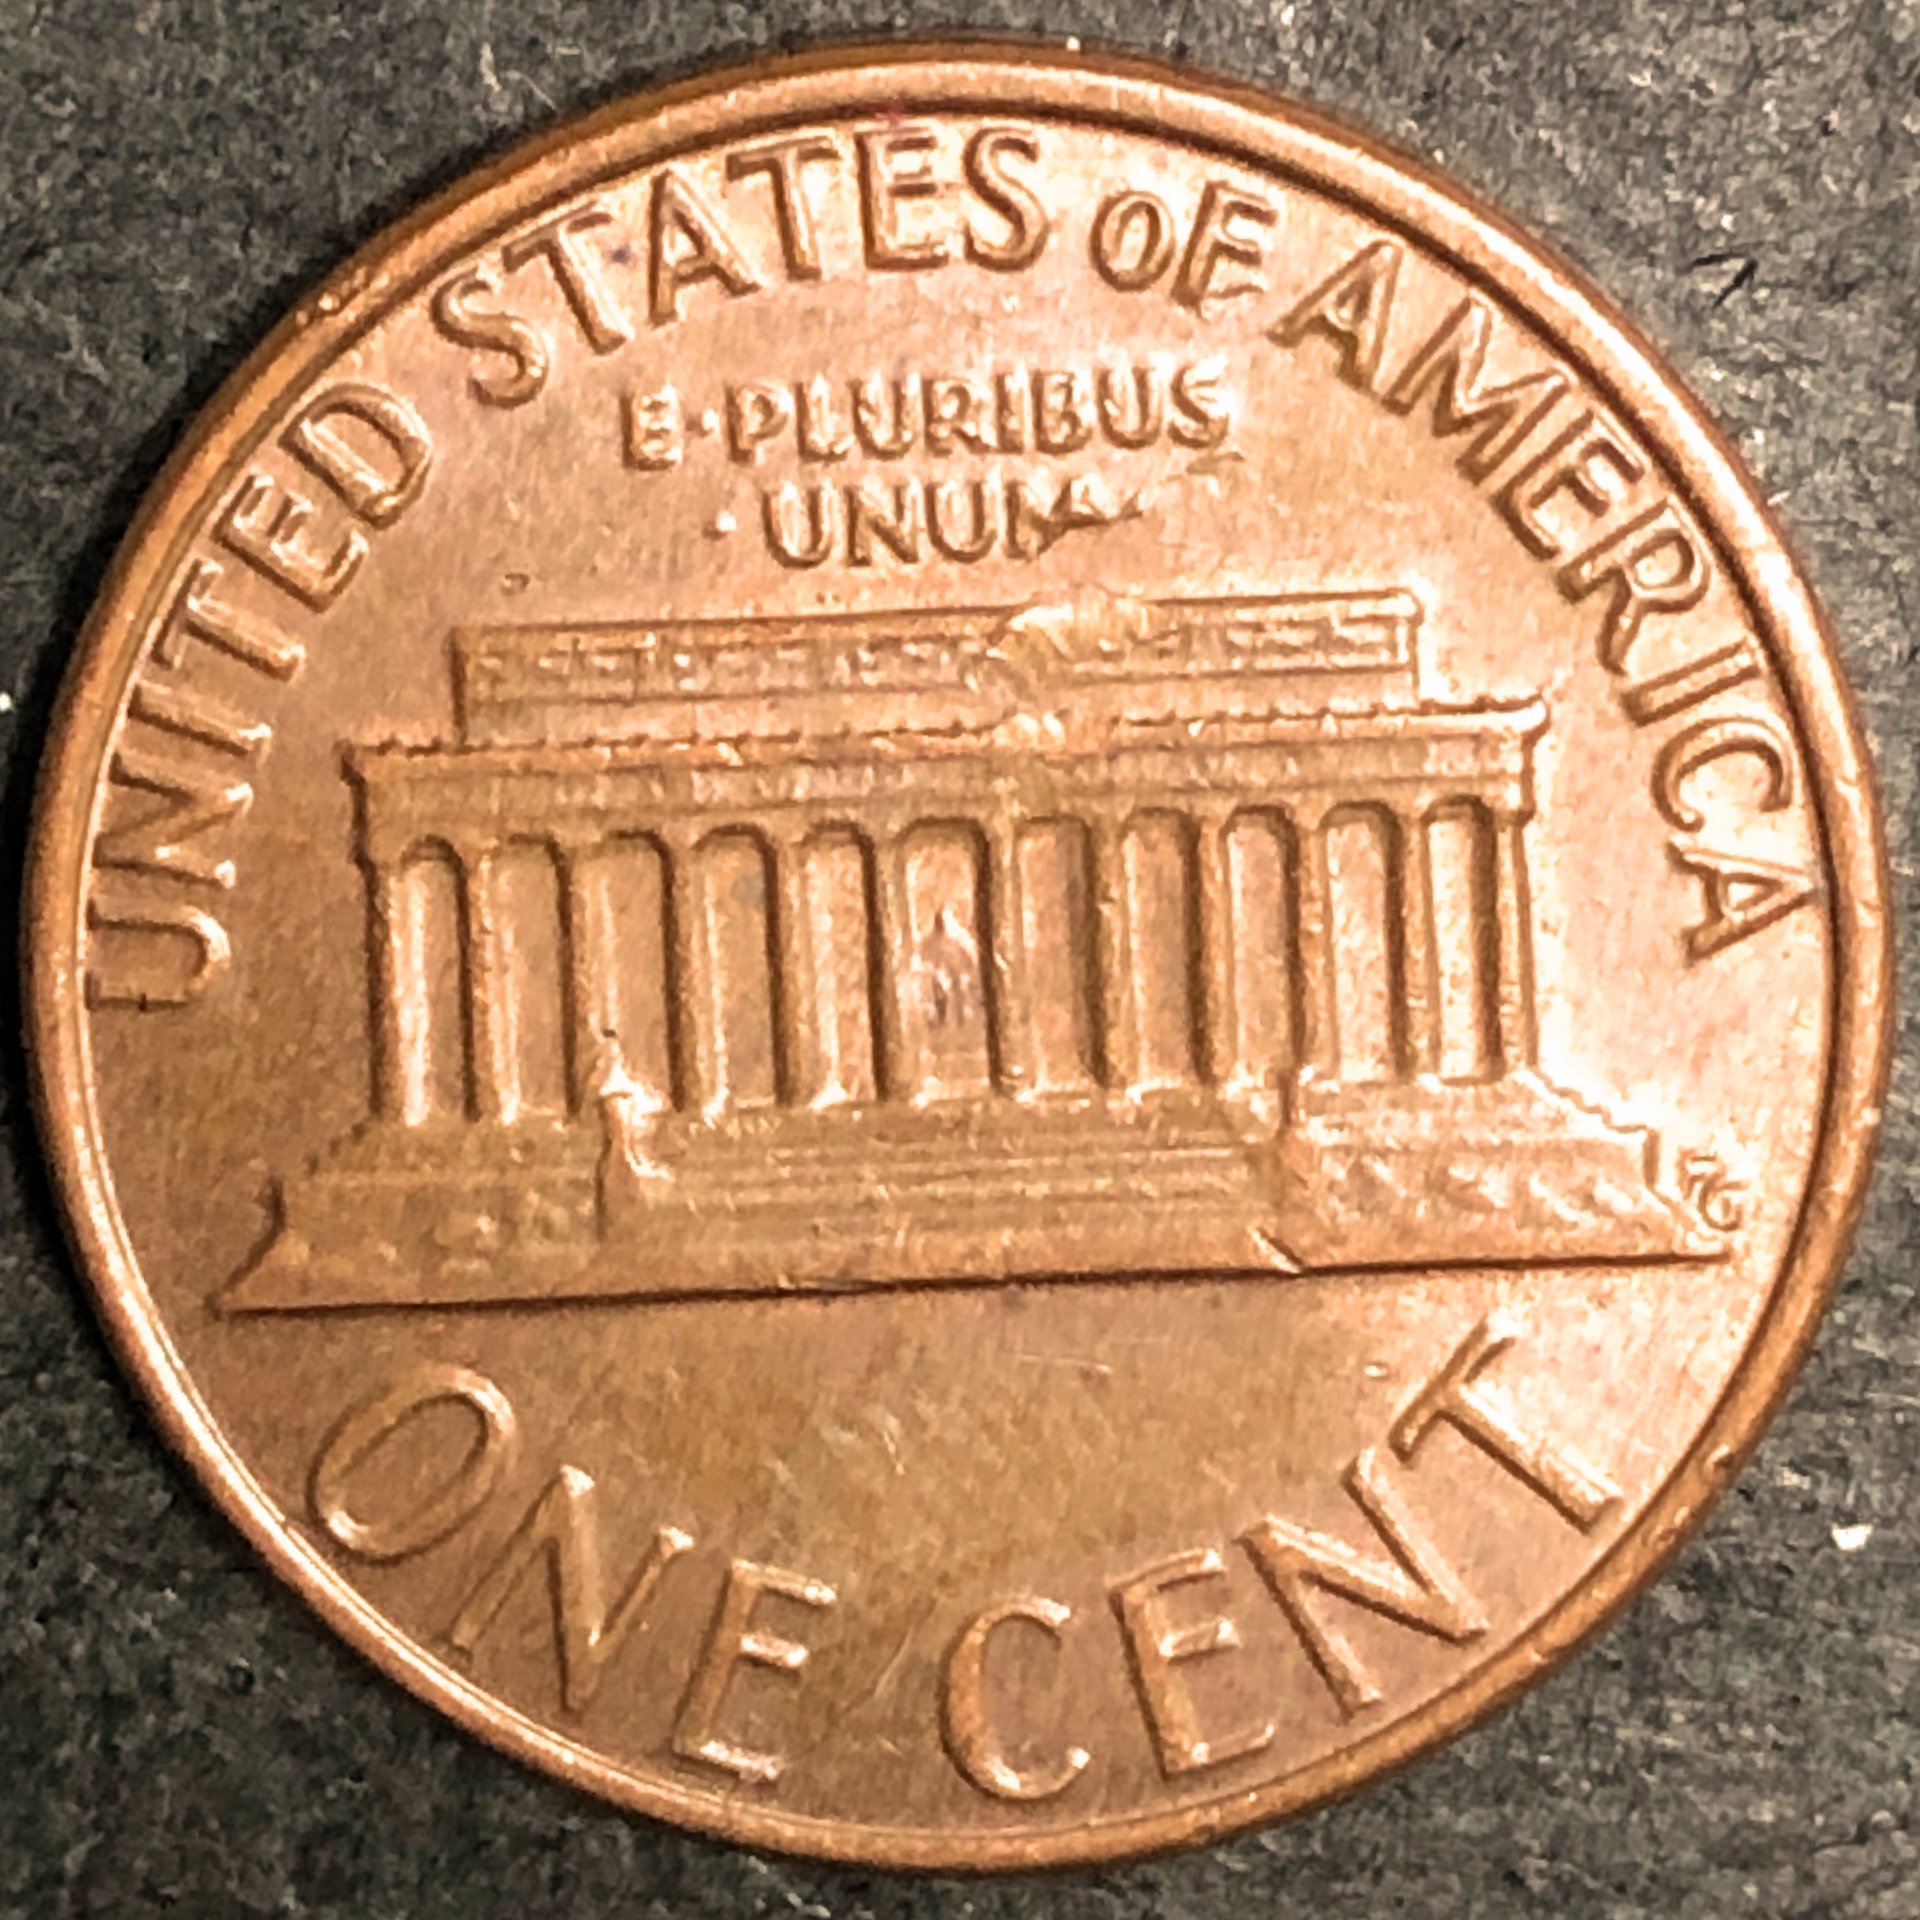 UNITED STATES OF AMERICA
E·PLURIBUS
·UNUM·
ONE CENT